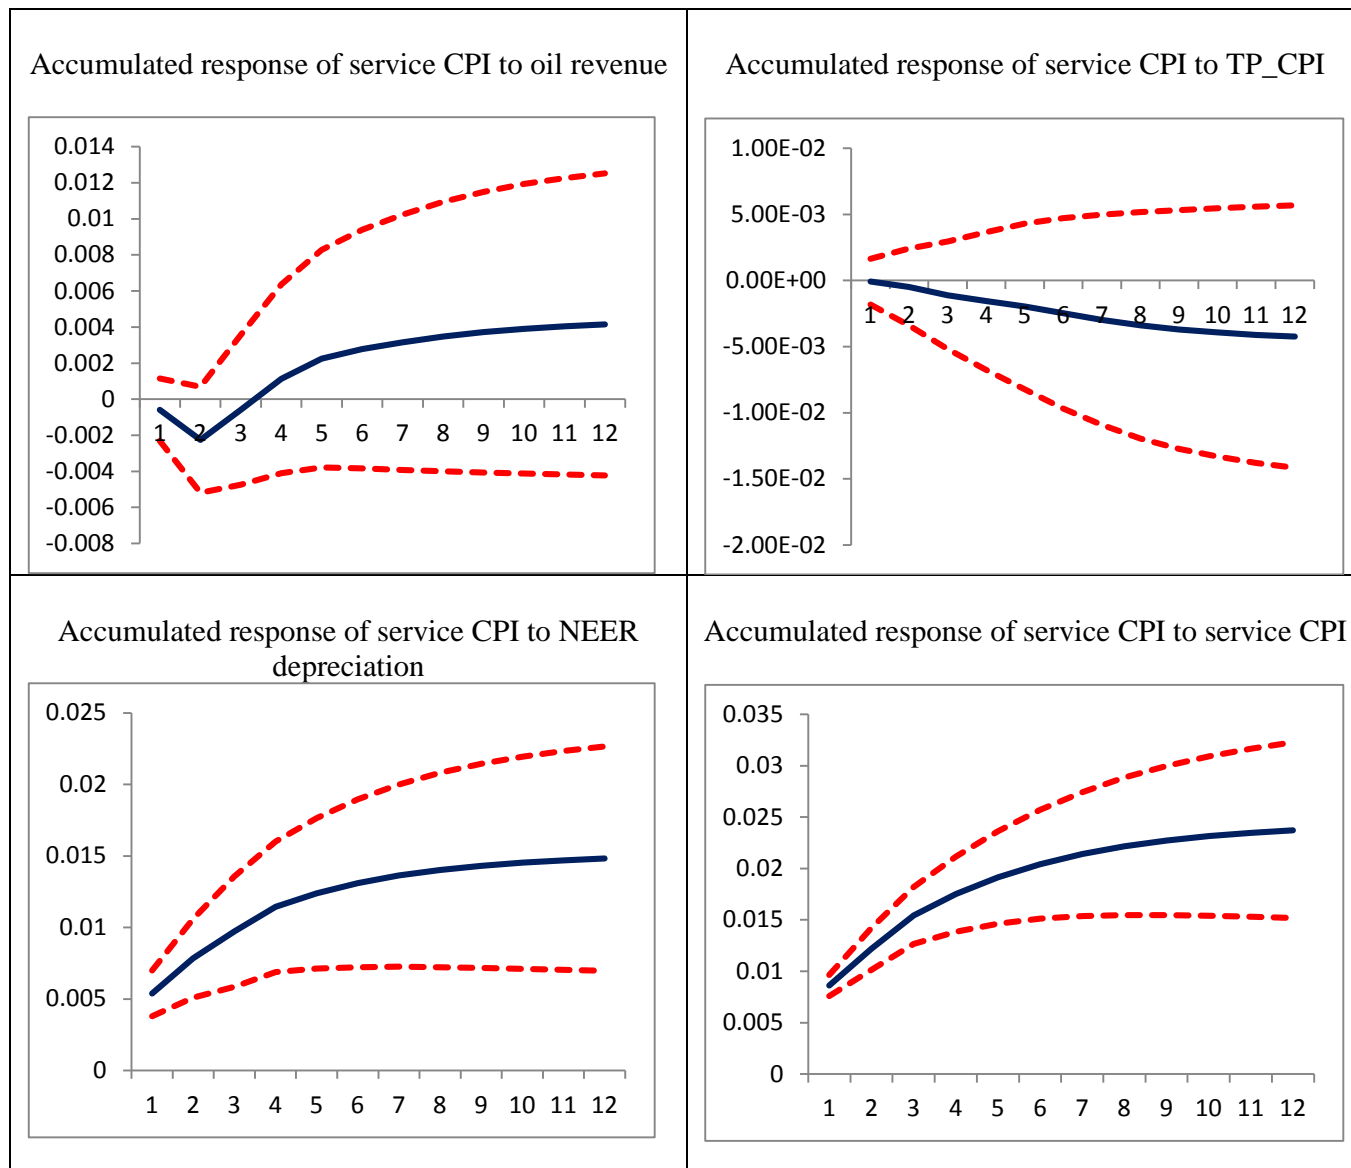 Accumulated response of service CPI to oil revenue
0.014
0.012
0.01
0.008
0.006
0.004
0.002
0
-0.002
-0.004
-0.006
-0.008
1 2 3 4 5 6 7 8 9 10 11 12
Accumulated response of service CPI to TP_CPI
1.00E-02
5.00E-03
0.00E+00
-5.00E-03
-1.00E-02
-1.50E-02
-2.00E-02
1 2 3 4 5 6 7 8 9 10 11 12
Accumulated response of service CPI to NEER
depreciation
0.025
0.02
0.015
0.01
0.005
0
1 2 3 4 5 6 7 8 9 10 11 12
Accumulated response of service CPI to service CPI
0.035
0.03
0.025
0.02
0.015
0.01
0.005
0
1 2 3 4 5 6 7 8 9 10 11 12